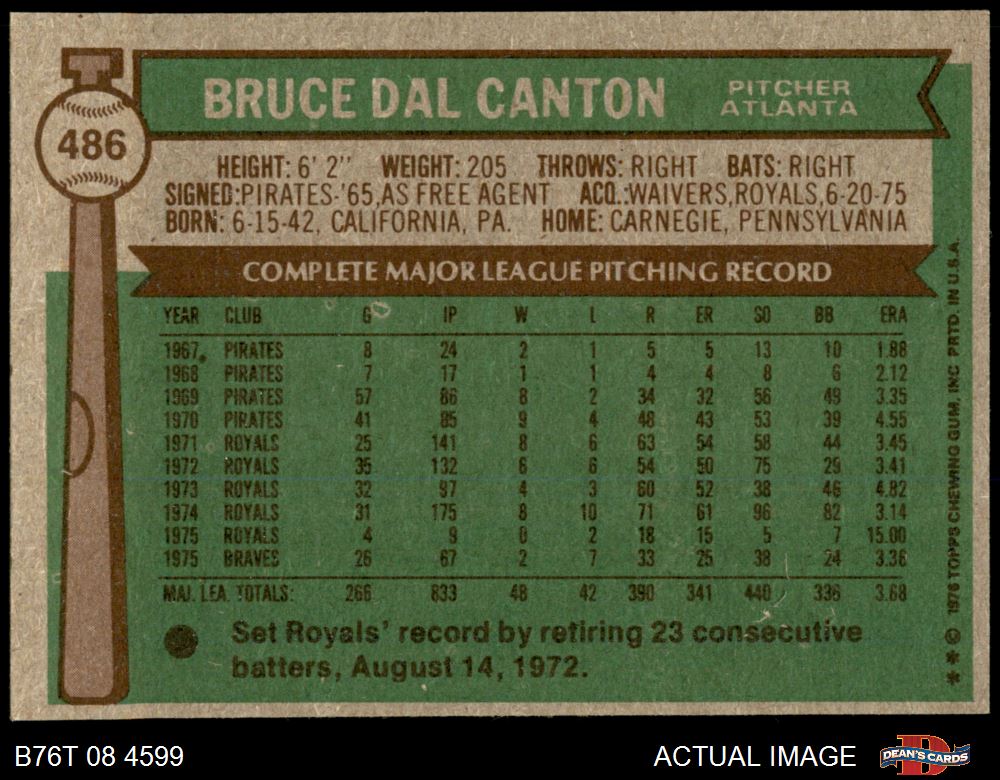 BRUCE DAL CANTON
PITCHER
ATLANTA
486
HEIGHT: 6' 2" WEIGHT: 205 THROWS: RIGHT BATS: RIGHT
SIGNED:PIRATES-'65,AS FREE AGENT ACQ.:WAIVERS,ROYALS,6-20-75
BORN: 6-15-42, CALIFORNIA, PA. HOME: CARNEGIE, PENNSYLVANIA
COMPLETE MAJOR LEAGUE PITCHING RECORD
YEAR CLUB G IP W L R ER SO BB ERA
1967 PIRATES 8 24 2 1 5 5 13 10 1.88
1968 PIRATES 7 17 1 1 4 4 8 6 2.12
1969 PIRATES 57 86 8 2 34 32 56 49 3.35
1970 PIRATES 41 85 9 4 48 43 53 39 4.55
1971 ROYALS 25 141 8 6 63 54 58 44 3.45
1972 ROYALS 35 132 6 6 54 50 75 29 3.41
1973 ROYALS 32 97 4 3 60 52 38 46 4.82
1974 ROYALS 31 175 8 10 71 61 96 82 3.14
1975 ROYALS 4 9 0 2 18 15 5 7 15.00
1975 BRAVES 26 67 2 7 33 25 38 24 3.36
MAJ. LEA. TOTALS: 266 833 48 42 390 341 440 336 3.68
Set Royals' record by retiring 23 consecutive
batters, August 14, 1972.
* * © 1976 TOPPS CHEWING GUM, INC PRTD. IN U.S.A.
B76T 08 4599
ACTUAL IMAGE
D
DEAN'S CARDS